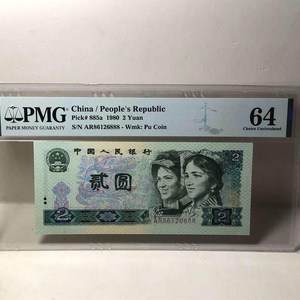 PMG
PAPER MONEY GUARANTY
China / People's Republic
Pick# 885a 1980 2 Yuan
S/N AR86126888 - Wmk: Pu Coin
64
Choice Uncirculated
中国人民银行
2
贰圆
2
AR86126888